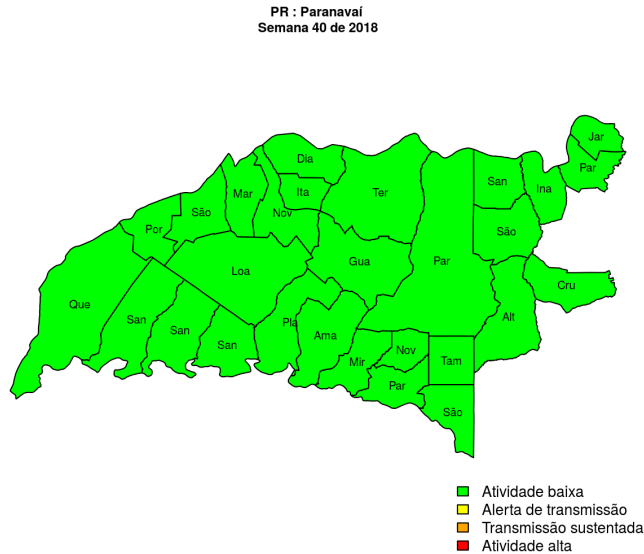 PR : Paranavaí
Semana 40 de 2018
Jar
Par
Dia
Ita
Ter
San
Ina
Mar
São
Nov
Por
São
Loa
Gua
Par
Cru
Que
San
San
San
Pla
Ama
Alt
Mir
Nov
Tam
Par
São
Atividade baixa
Alerta de transmissão
Transmissão sustentada
Atividade alta